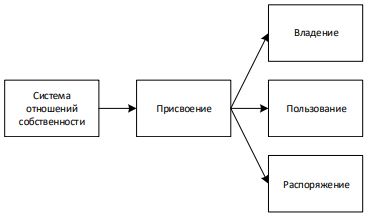 Владение
Система
отношений
собственности
Присвоение
Пользование
Распоряжение